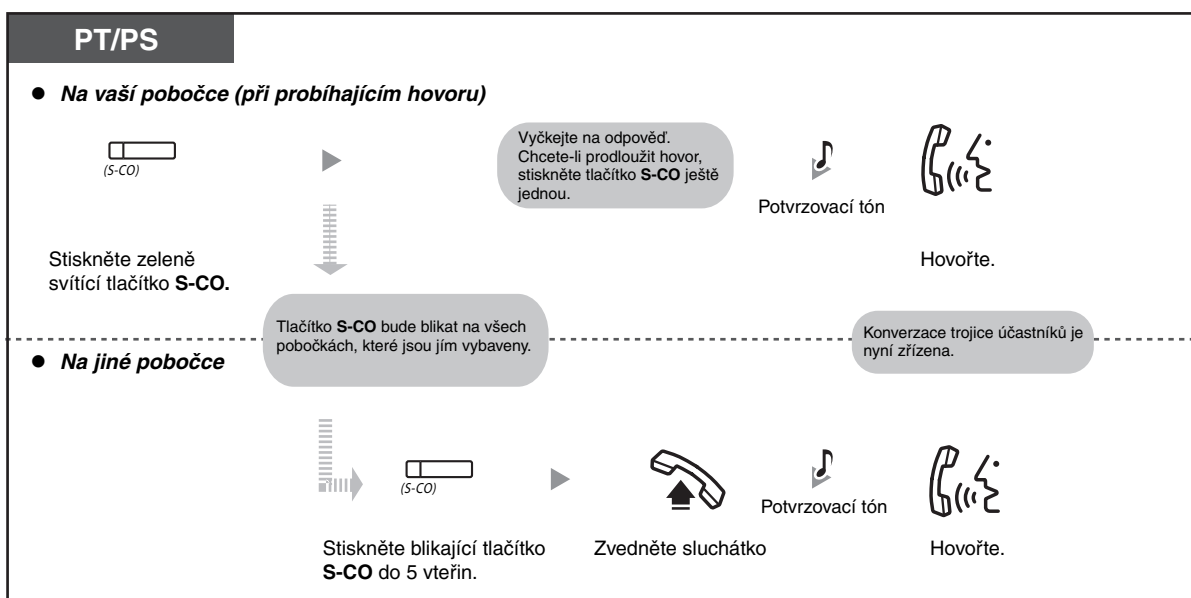 PT/PS
● Na vaší pobočce (při probíhajícím hovoru)
(S-CO)
Vyčkejte na odpověď.
Chcete-li prodloužit hovor,
stiskněte tlačítko S-CO ještě
jednou.
Potvrzovací tón
Stiskněte zeleně
svítící tlačítko S-CO.
Hovořte.
Tlačítko S-CO bude blikat na všech
pobočkách, které jsou jím vybaveny.
Konverzace trojice účastníků je
nyní zřízena.
● Na jiné pobočce
(S-CO)
Potvrzovací tón
Stiskněte blikající tlačítko
S-CO do 5 vteřin.
Zvedněte sluchátko
Hovořte.